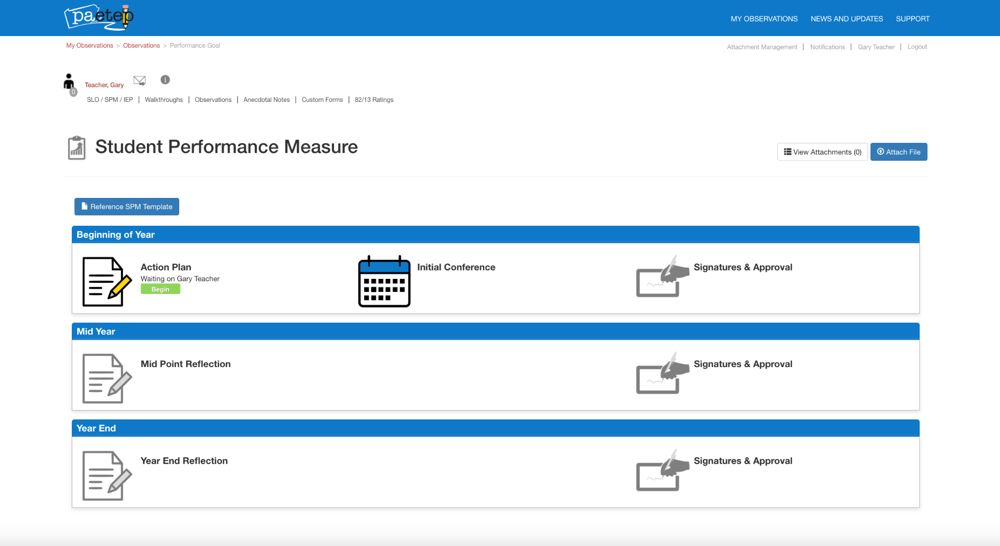 paetep
MY OBSERVATIONS NEWS AND UPDATES SUPPORT
My Observations > Observations > Performance Goal
Attachment Management | Notifications | Gary Teacher | Logout
Teacher, Gary
0
SLO / SPM / IEP | Walkthroughs | Observations | Anecdotal Notes | Custom Forms | 82/13 Ratings
Student Performance Measure
View Attachments (0) Attach File
Reference SPM Template
Beginning of Year
Action Plan
Waiting on Gary Teacher
Begin
Initial Conference
Signatures & Approval
Mid Year
Mid Point Reflection
Signatures & Approval
Year End
Year End Reflection
Signatures & Approval